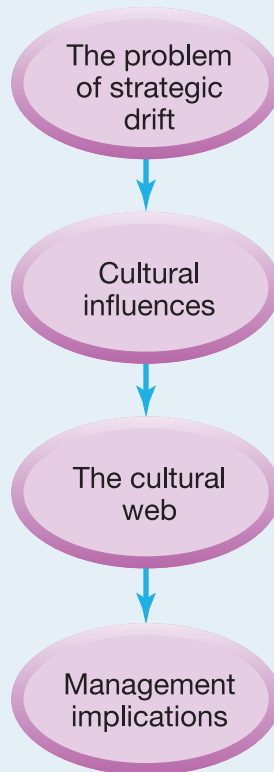 The problem
of strategic
drift
Cultural
influences
The cultural
web
Management
implications